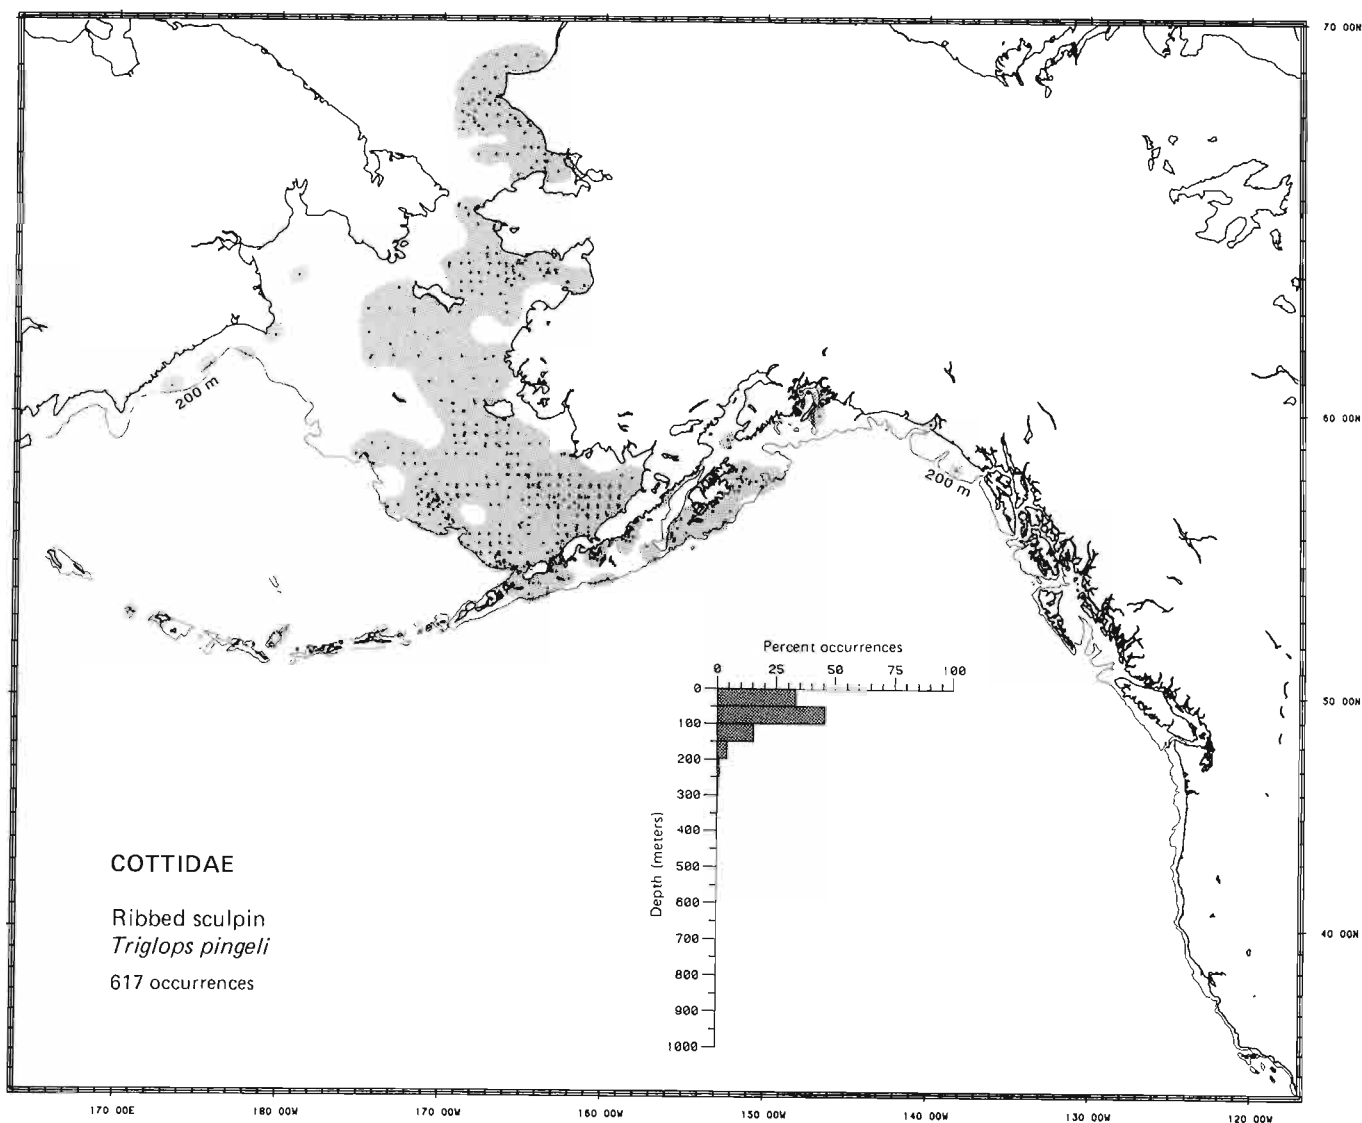 70 00N
200 m
60 00N
200 m
Percent occurrences
0 25 50 75 100
50 00N
0
100
200
300
400
500
600
700
800
900
1000
Depth (meters)
COTTIDAE
Ribbed sculpin
Triglops pingeli
617 occurrences
40 00N
170 00E 180 00W 170 00W 160 00W 150 00W 140 00W 130 00W 120 00W